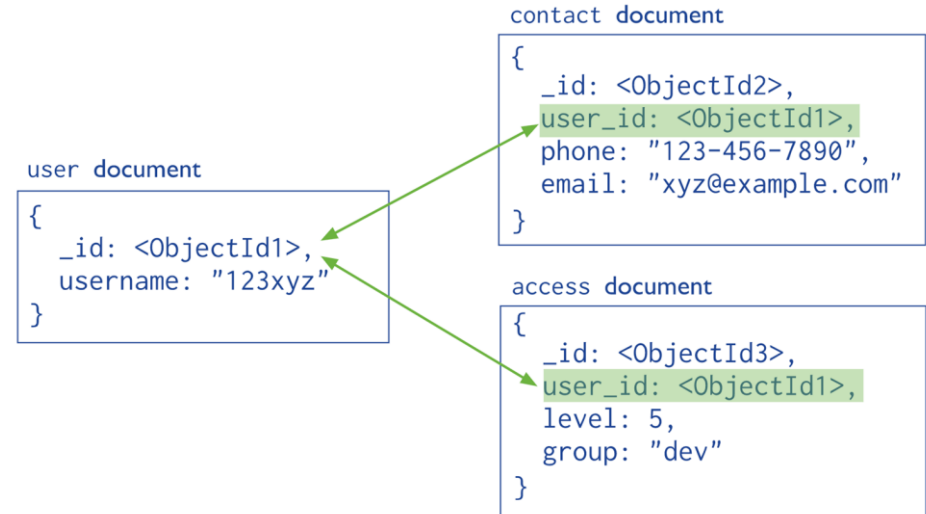 user document
{
_id: <ObjectId1>,
username: "123xyz"
}
contact document
{
_id: <ObjectId2>,
user_id: <ObjectId1>,
phone: "123-456-7890",
email: "xyz@example.com"
}
access document
{
_id: <ObjectId3>,
user_id: <ObjectId1>,
level: 5,
group: "dev"
}